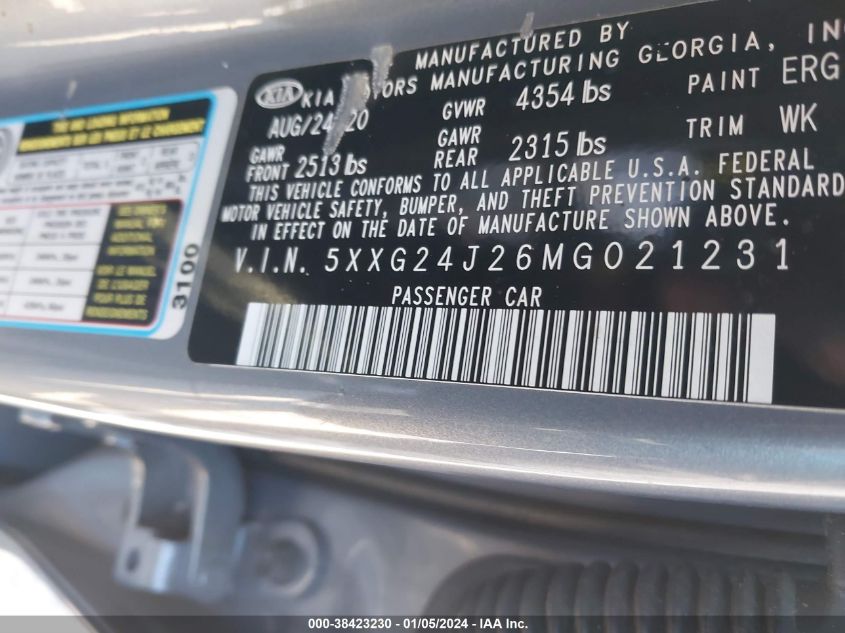 MANUFACTURED BY
KIA MOTORS MANUFACTURING GEORGIA, INC
AUG/24 20 GVWR 4354 lbs PAINT ERG
GAWR FRONT 2513 lbs GAWR REAR 2315 lbs TRIM WK
THIS VEHICLE CONFORMS TO ALL APPLICABLE U.S.A. FEDERAL
MOTOR VEHICLE SAFETY, BUMPER, AND THEFT PREVENTION STANDARD
IN EFFECT ON THE DATE OF MANUFACTURE SHOWN ABOVE.
V.I.N. 5XXG24J26MG021231
PASSENGER CAR
3100
000-38423230 - 01/05/2024 - IAA Inc.